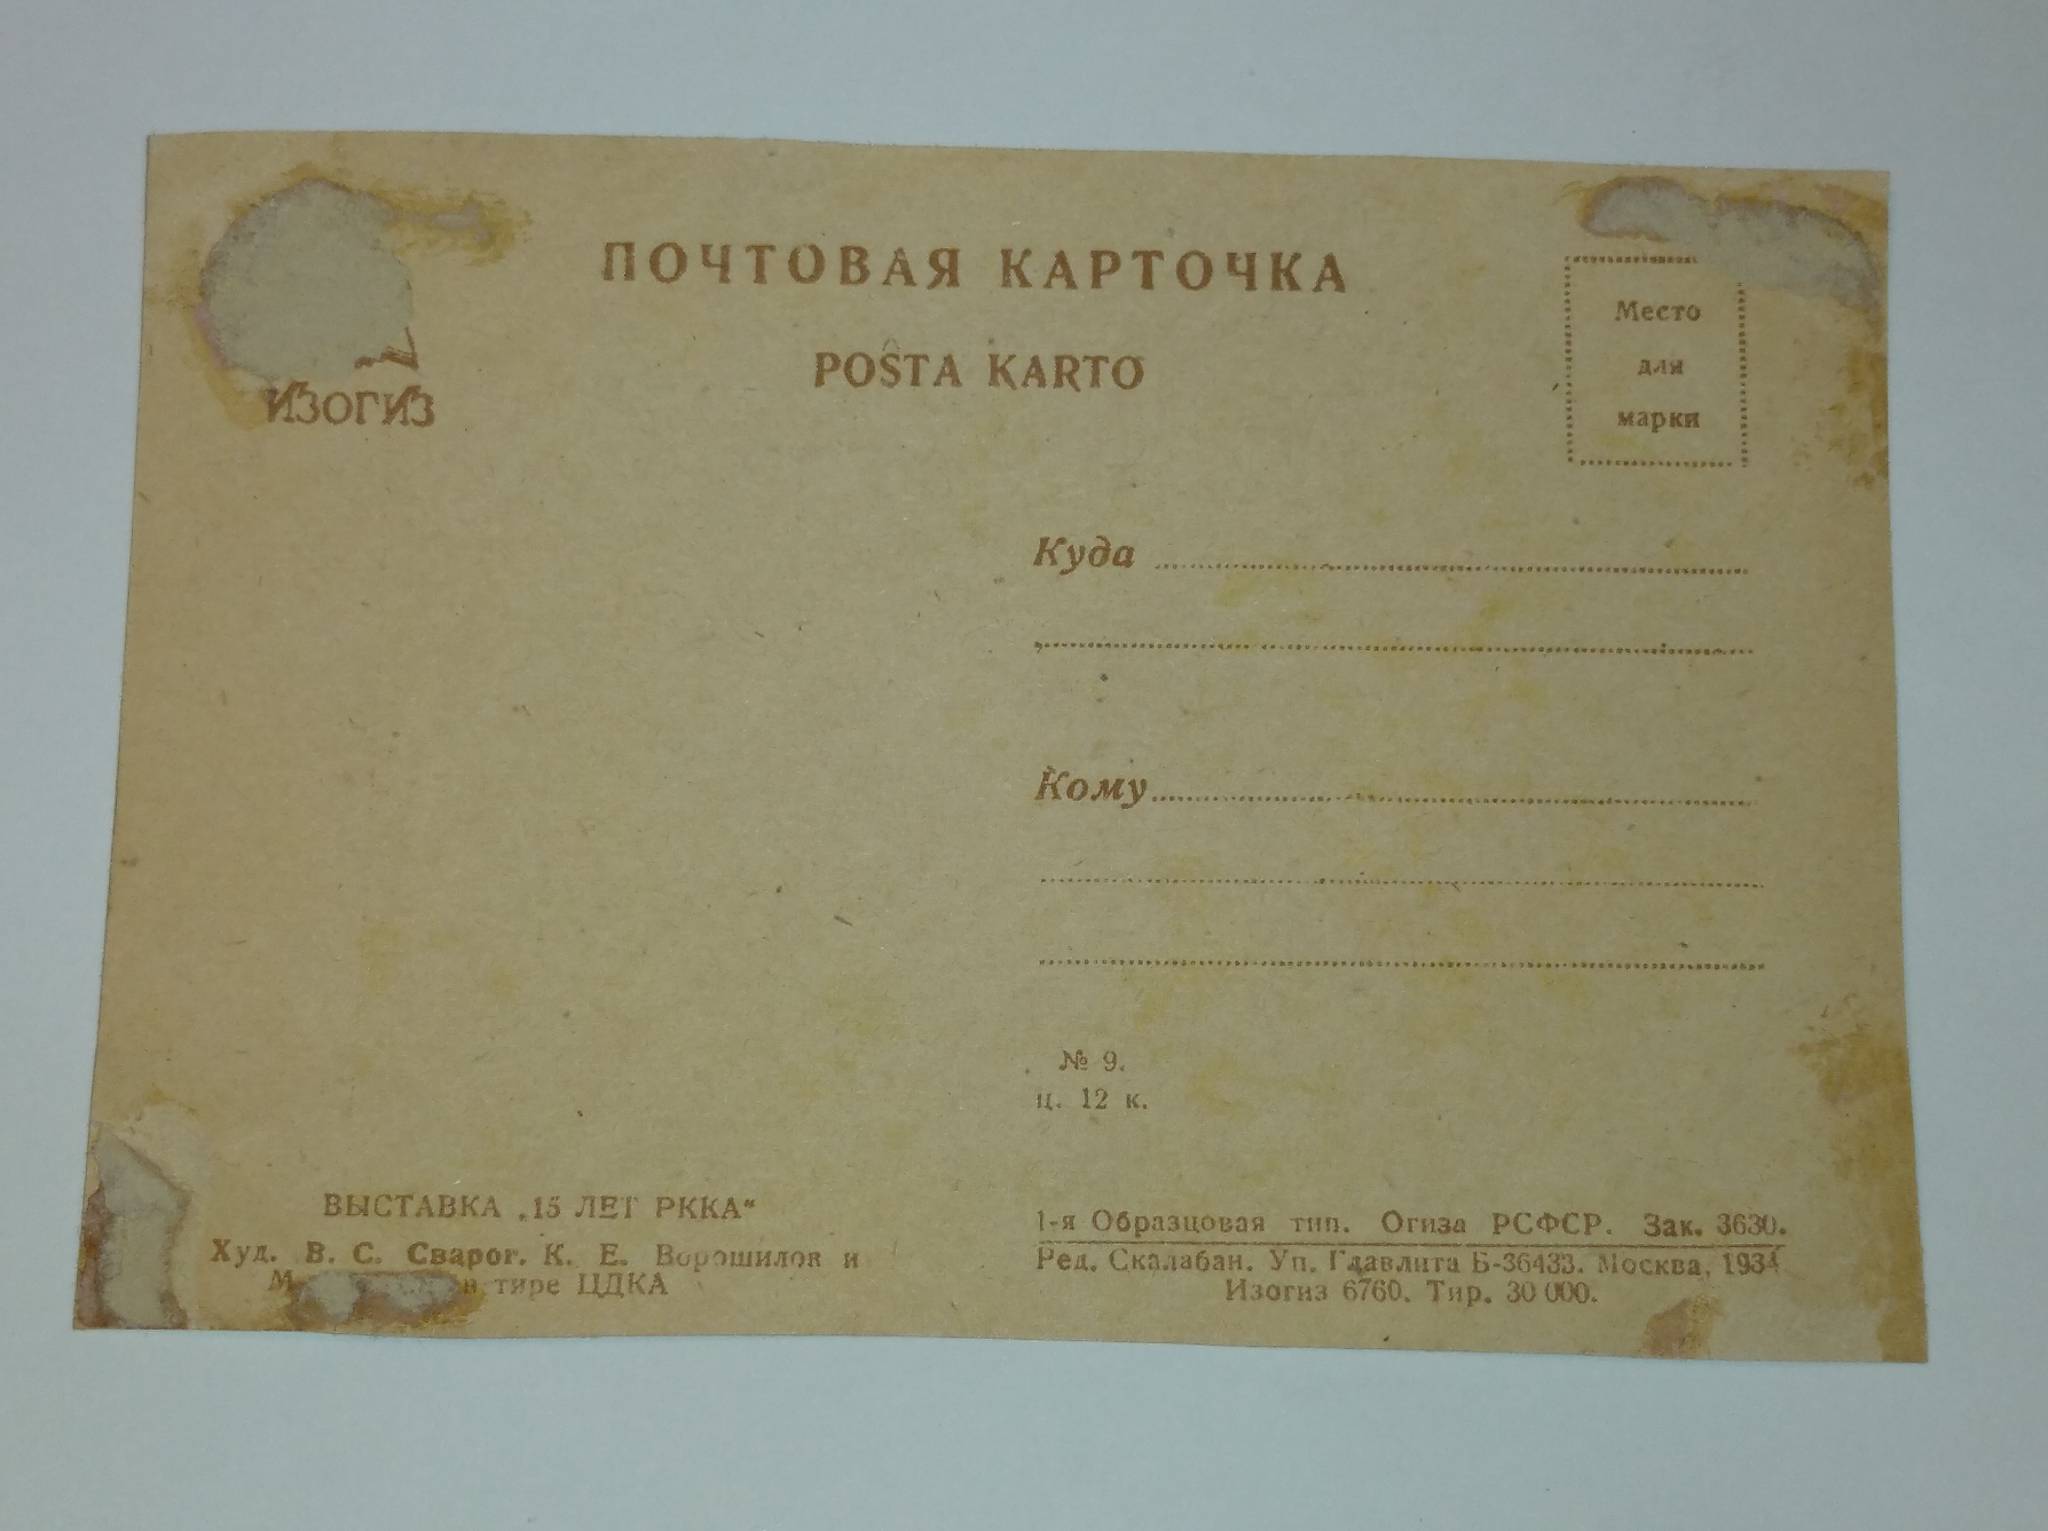 ПОЧТОВАЯ КАРТОЧКА
POŜTA KARTO
ИЗОГИЗ
Место
для
марки
Куда
Кому
№ 9.
ц. 12 к.
ВЫСТАВКА „15 ЛЕТ РККА“
Худ. В. С. Сварог. К. Е. Ворошилов и
в тире ЦДКА
1-я Образцовая тип. Огиза РСФСР. Зак. 3630.
Ред. Скалабан. Уп. Главлита Б-36433. Москва, 1934
Изогиз 6760. Тир. 30 000.